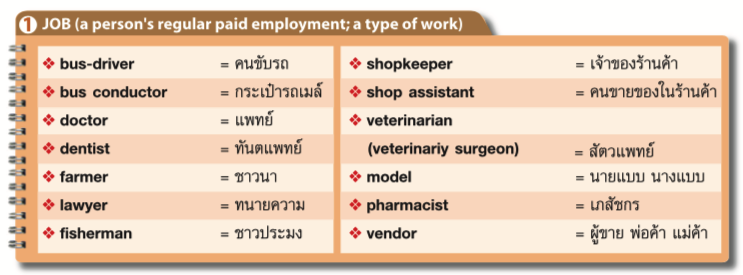 1 JOB (a person's regular paid employment; a type of work)
❖ bus-driver = คนขับรถ
❖ bus conductor = กระเป๋ารถเมล์
❖ doctor = แพทย์
❖ dentist = ทันตแพทย์
❖ farmer = ชาวนา
❖ lawyer = ทนายความ
❖ fisherman = ชาวประมง
❖ shopkeeper = เจ้าของร้านค้า
❖ shop assistant = คนขายของในร้านค้า
❖ veterinarian
(veterinariy surgeon) = สัตวแพทย์
❖ model = นายแบบ นางแบบ
❖ pharmacist = เภสัชกร
❖ vendor = ผู้ขาย พ่อค้า แม่ค้า